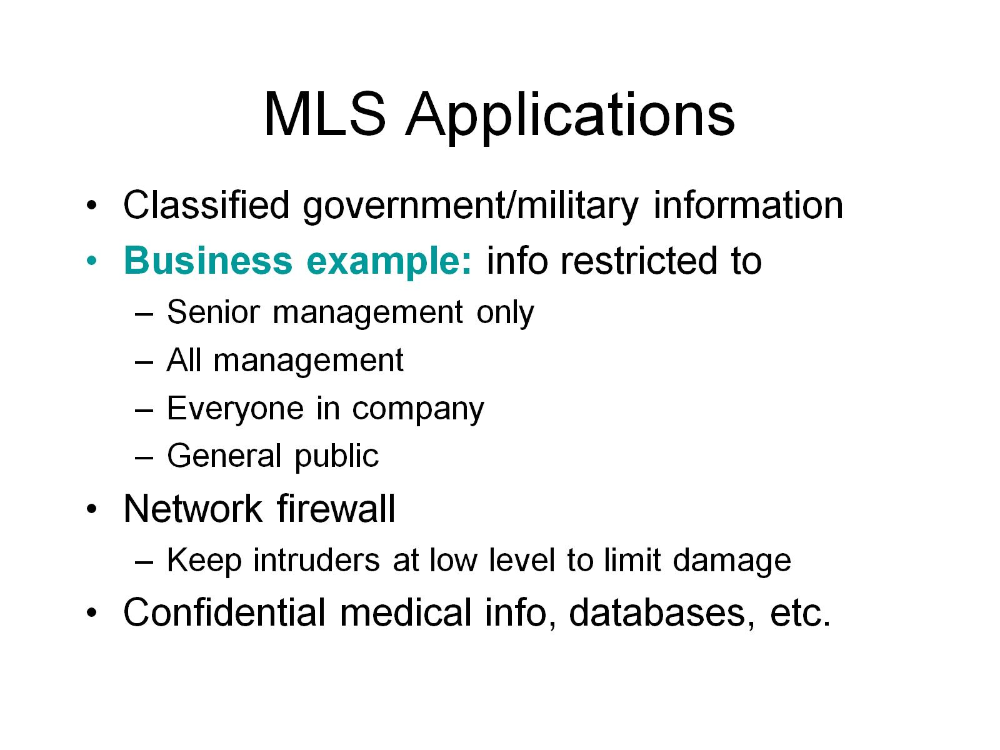 MLS Applications
• Classified government/military information
• Business example: info restricted to
– Senior management only
– All management
– Everyone in company
– General public
• Network firewall
– Keep intruders at low level to limit damage
• Confidential medical info, databases, etc.